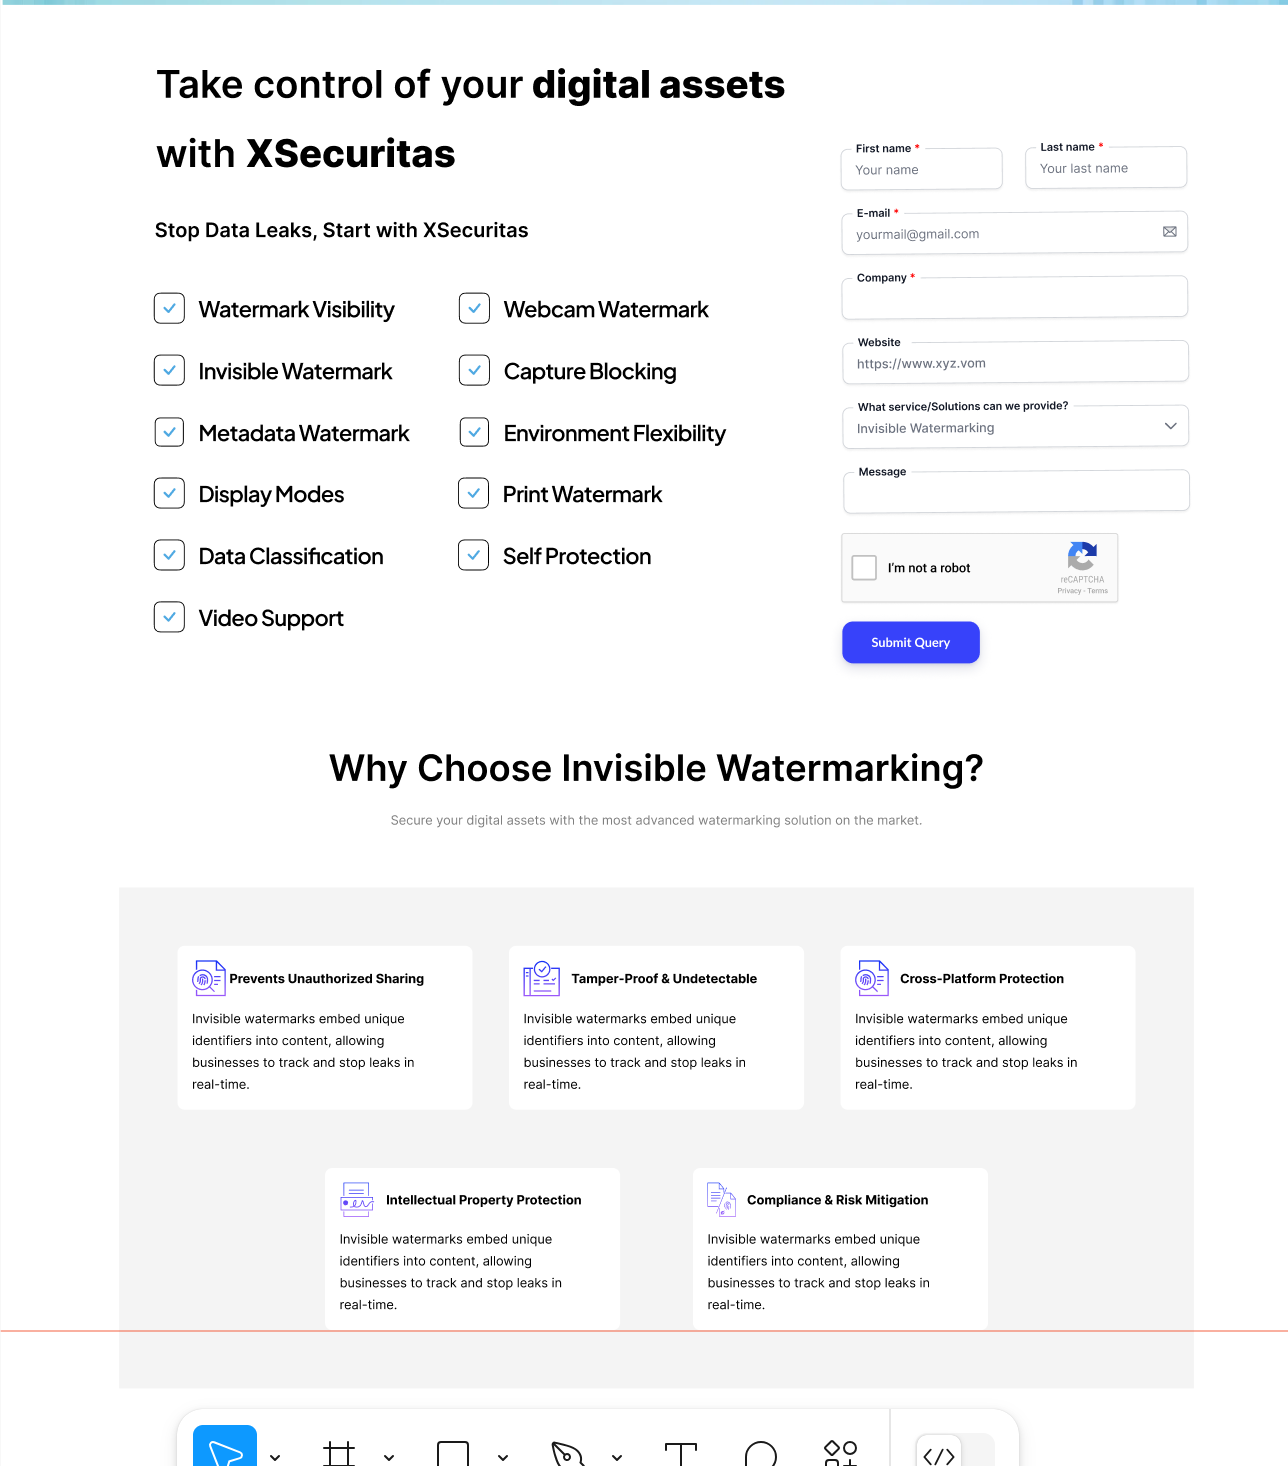 Take control of your digital assets
with XSecuritas
Stop Data Leaks, Start with XSecuritas
Watermark Visibility
Webcam Watermark
Invisible Watermark
Capture Blocking
Metadata Watermark
Environment Flexibility
Display Modes
Print Watermark
Data Classification
Self Protection
Video Support
First name *
Your name
Last name *
Your last name
E-mail *
yourmail@gmail.com
Company *
Website
https://www.xyz.vom
What service/Solutions can we provide?
Invisible Watermarking
Message
I'm not a robot
reCAPTCHA
Privacy - Terms
Submit Query
Why Choose Invisible Watermarking?
Secure your digital assets with the most advanced watermarking solution on the market.
Prevents Unauthorized Sharing
Invisible watermarks embed unique
identifiers into content, allowing
businesses to track and stop leaks in
real-time.
Tamper-Proof & Undetectable
Invisible watermarks embed unique
identifiers into content, allowing
businesses to track and stop leaks in
real-time.
Cross-Platform Protection
Invisible watermarks embed unique
identifiers into content, allowing
businesses to track and stop leaks in
real-time.
Intellectual Property Protection
Invisible watermarks embed unique
identifiers into content, allowing
businesses to track and stop leaks in
real-time.
Compliance & Risk Mitigation
Invisible watermarks embed unique
identifiers into content, allowing
businesses to track and stop leaks in
real-time.